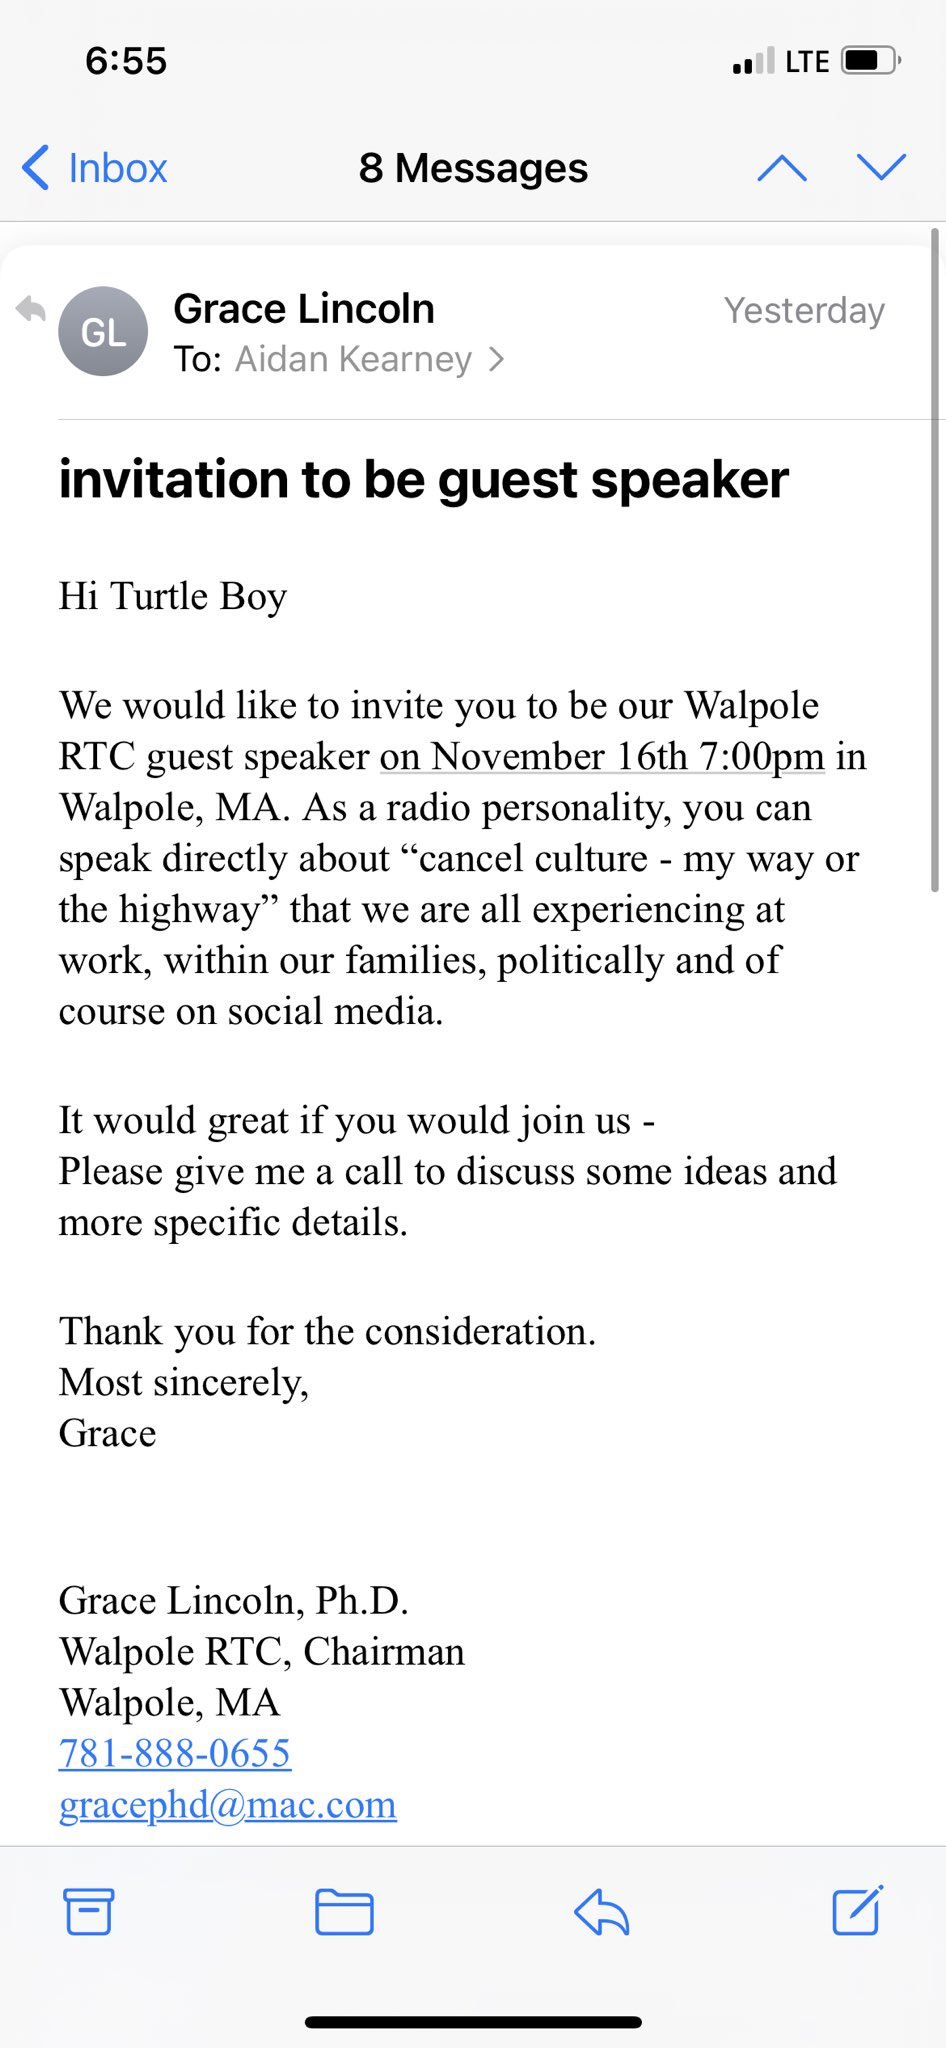 6:55
LTE
Inbox
8 Messages
GL
Grace Lincoln
Yesterday
To: Aidan Kearney
invitation to be guest speaker
Hi Turtle Boy
We would like to invite you to be our Walpole
RTC guest speaker on November 16th 7:00pm in
Walpole, MA. As a radio personality, you can
speak directly about “cancel culture - my way or
the highway” that we are all experiencing at
work, within our families, politically and of
course on social media.
It would great if you would join us -
Please give me a call to discuss some ideas and
more specific details.
Thank you for the consideration.
Most sincerely,
Grace
Grace Lincoln, Ph.D.
Walpole RTC, Chairman
Walpole, MA
781-888-0655
gracephd@mac.com